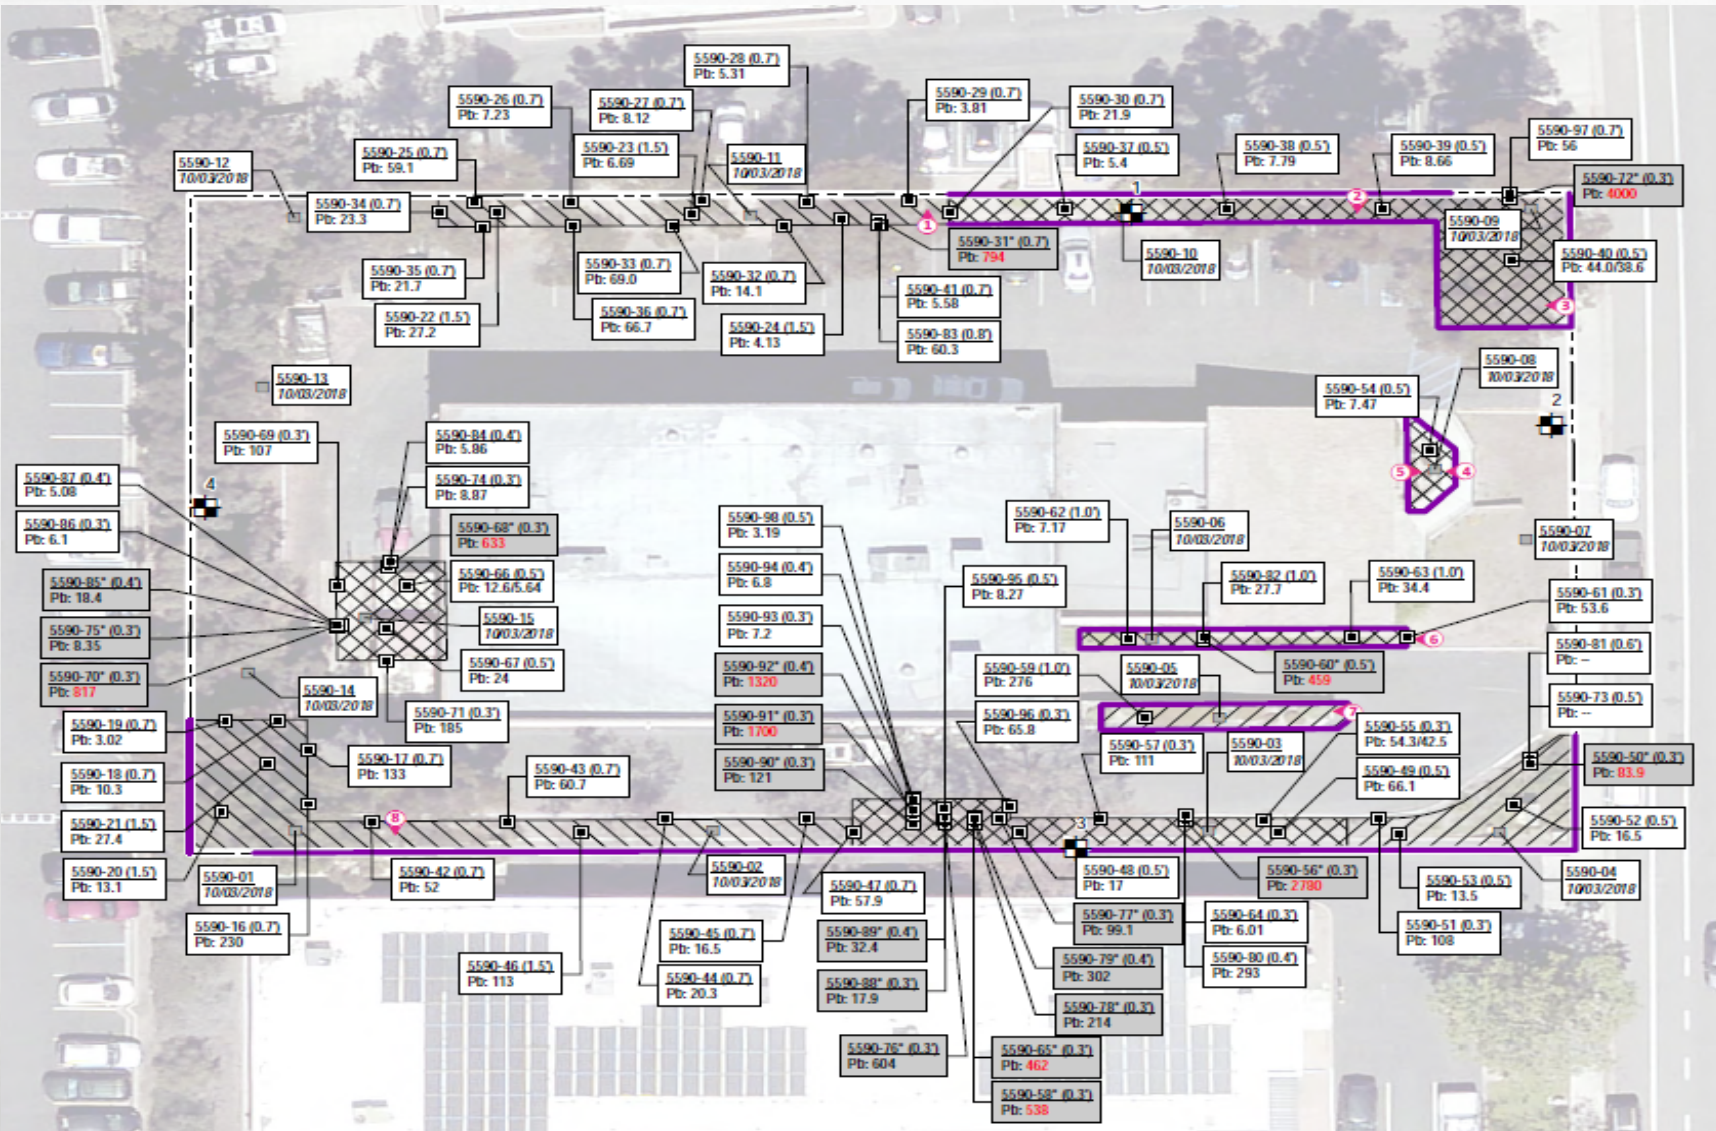 5590-28 (0.7')
Pb: 5.31
5590-26 (0.7')
Pb: 7.23
5590-27 (0.7')
Pb: 8.12
5590-29 (0.7')
Pb: 3.81
5590-30 (0.7')
Pb: 21.9
5590-25 (0.7')
Pb: 59.1
5590-23 (1.5')
Pb: 6.69
5590-11
10/03/2018
5590-37 (0.5')
Pb: 5.4
5590-38 (0.5')
Pb: 7.79
5590-39 (0.5')
Pb: 8.66
5590-97 (0.7')
Pb: 56
5590-12
10/03/2018
5590-72* (0.3')
Pb: 4000
5590-34 (0.7')
Pb: 23.3
1
2
1
5590-09
10/03/2018
5590-31* (0.7')
Pb: 794
5590-10
10/03/2018
5590-40 (0.5')
Pb: 44.0/38.6
5590-35 (0.7')
Pb: 21.7
5590-33 (0.7')
Pb: 69.0
5590-32 (0.7')
Pb: 14.1
5590-41 (0.7')
Pb: 5.58
3
5590-22 (1.5')
Pb: 27.2
5590-36 (0.7')
Pb: 66.7
5590-24 (1.5')
Pb: 4.13
5590-83 (0.8')
Pb: 60.3
5590-13
10/03/2018
5590-08
10/03/2018
5590-54 (0.5')
Pb: 7.47
2
5590-69 (0.3')
Pb: 107
5590-84 (0.4')
Pb: 5.86
5590-87 (0.4')
Pb: 5.08
4
5590-74 (0.3')
Pb: 8.87
5
4
5590-86 (0.3')
Pb: 6.1
5590-68* (0.3')
Pb: 633
5590-98 (0.5')
Pb: 3.19
5590-62 (1.0')
Pb: 7.17
5590-06
10/03/2018
5590-07
10/03/2018
5590-85* (0.4')
Pb: 18.4
5590-66 (0.5')
Pb: 12.6/5.64
5590-94 (0.4')
Pb: 6.8
5590-95 (0.5')
Pb: 8.27
5590-82 (1.0')
Pb: 27.7
5590-63 (1.0')
Pb: 34.4
5590-61 (0.3')
Pb: 53.6
5590-75* (0.3')
Pb: 8.35
5590-15
10/03/2018
5590-93 (0.3')
Pb: 7.2
6
5590-81 (0.6')
Pb: --
5590-70* (0.3')
Pb: 817
5590-67 (0.5')
Pb: 24
5590-92* (0.4')
Pb: 1320
5590-59 (1.0')
Pb: 276
5590-05
10/03/2018
5590-60* (0.5')
Pb: 459
5590-14
10/03/2018
5590-73 (0.5')
Pb: --
5590-19 (0.7')
Pb: 3.02
5590-71 (0.3')
Pb: 185
5590-91* (0.3')
Pb: 1700
5590-96 (0.3')
Pb: 65.8
7
5590-55 (0.3')
Pb: 54.3/42.5
5590-18 (0.7')
Pb: 10.3
5590-17 (0.7')
Pb: 133
5590-43 (0.7')
Pb: 60.7
5590-90* (0.3')
Pb: 121
5590-57 (0.3')
Pb: 111
5590-03
10/03/2018
5590-49 (0.5')
Pb: 66.1
5590-50* (0.3')
Pb: 83.9
5590-21 (1.5')
Pb: 27.4
8
3
5590-52 (0.5')
Pb: 16.5
5590-20 (1.5')
Pb: 13.1
5590-01
10/03/2018
5590-42 (0.7')
Pb: 52
5590-02
10/03/2018
5590-47 (0.7')
Pb: 57.9
5590-48 (0.5')
Pb: 17
5590-56* (0.3')
Pb: 2780
5590-53 (0.5')
Pb: 13.5
5590-04
10/03/2018
5590-16 (0.7')
Pb: 230
5590-45 (0.7')
Pb: 16.5
5590-89* (0.4')
Pb: 32.4
5590-77* (0.3')
Pb: 99.1
5590-64 (0.3')
Pb: 6.01
5590-51 (0.3')
Pb: 108
5590-46 (1.5')
Pb: 113
5590-44 (0.7')
Pb: 20.3
5590-88* (0.3')
Pb: 17.9
5590-79* (0.4')
Pb: 302
5590-80 (0.4')
Pb: 293
5590-78* (0.3')
Pb: 214
5590-76* (0.3')
Pb: 604
5590-65* (0.3')
Pb: 462
5590-58* (0.3')
Pb: 538